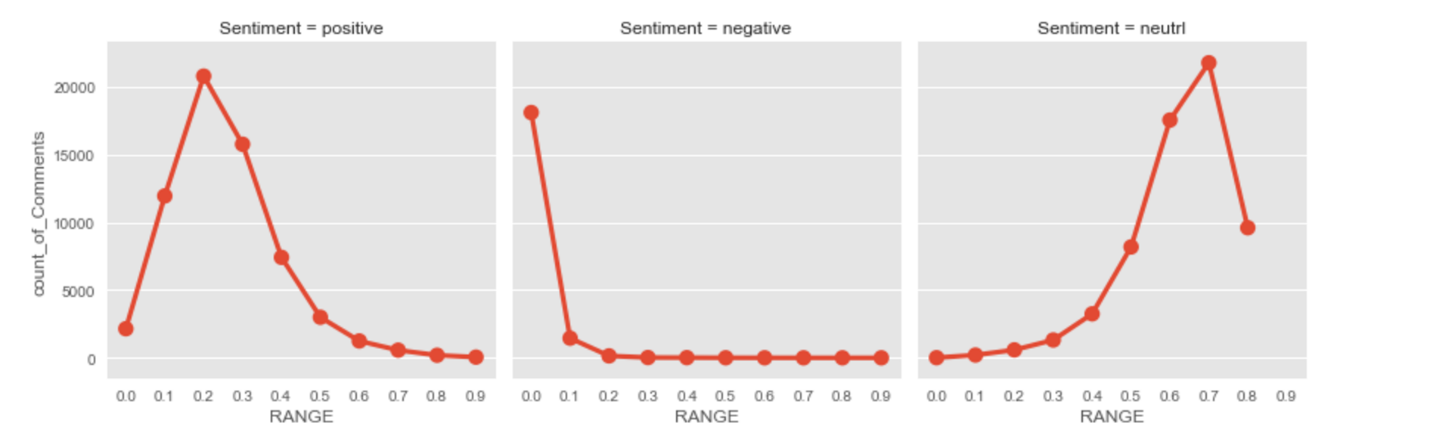 Sentiment = positive
Sentiment = negative
Sentiment = neutrl
count_of_Comments
20000
15000
10000
5000
0
0.0 0.1 0.2 0.3 0.4 0.5 0.6 0.7 0.8 0.9
0.0 0.1 0.2 0.3 0.4 0.5 0.6 0.7 0.8 0.9
0.0 0.1 0.2 0.3 0.4 0.5 0.6 0.7 0.8 0.9
RANGE
RANGE
RANGE